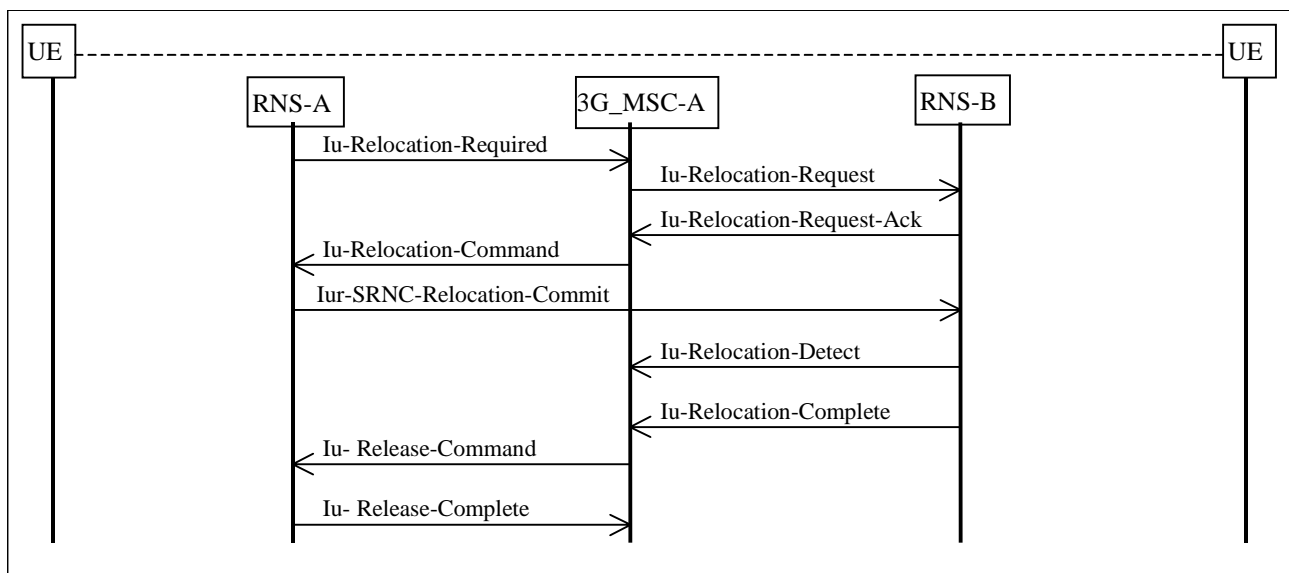 UE
UE
RNS-A
3G_MSC-A
RNS-B
Iu-Relocation-Required
Iu-Relocation-Request
Iu-Relocation-Request-Ack
Iu-Relocation-Command
Iur-SRNC-Relocation-Commit
Iu-Relocation-Detect
Iu-Relocation-Complete
Iu- Release-Command
Iu- Release-Complete